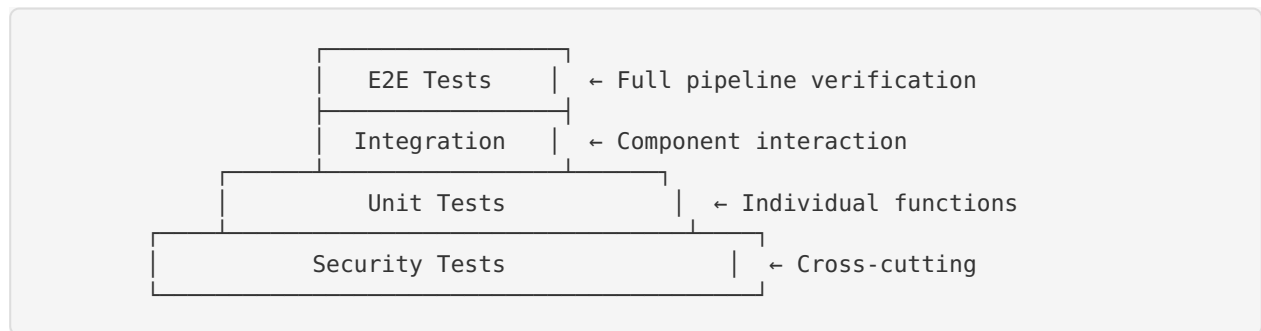 E2E Tests ← Full pipeline verification
Integration ← Component interaction
Unit Tests ← Individual functions
Security Tests ← Cross-cutting